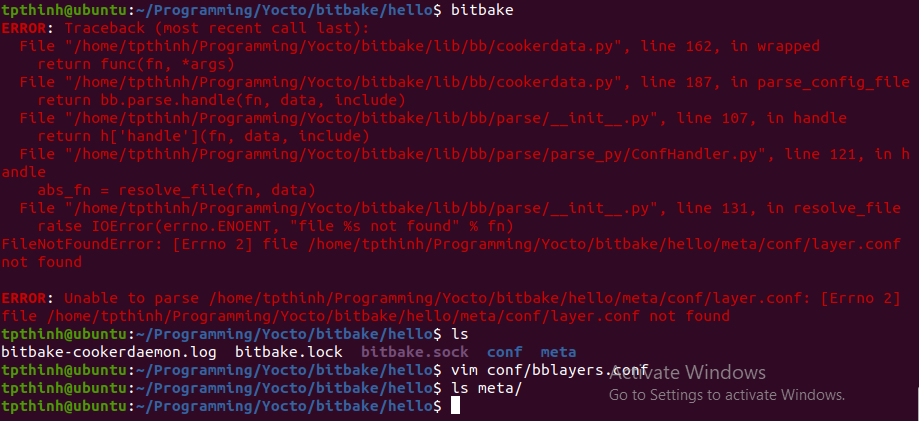 tpthinh@ubuntu:~/Programming/Yocto/bitbake/hello$ bitbake
ERROR: Traceback (most recent call last):
  File "/home/tpthinh/Programming/Yocto/bitbake/lib/bb/cookerdata.py", line 162, in wrapped
    return func(fn, *args)
  File "/home/tpthinh/Programming/Yocto/bitbake/lib/bb/cookerdata.py", line 187, in parse_config_file
    return bb.parse.handle(fn, data, include)
  File "/home/tpthinh/Programming/Yocto/bitbake/lib/bb/parse/__init__.py", line 107, in handle
    return h['handle'](fn, data, include)
  File "/home/tpthinh/Programming/Yocto/bitbake/lib/bb/parse/parse_py/ConfHandler.py", line 121, in h
andle
    abs_fn = resolve_file(fn, data)
  File "/home/tpthinh/Programming/Yocto/bitbake/lib/bb/parse/__init__.py", line 131, in resolve_file
    raise IOError(errno.ENOENT, "file %s not found" % fn)
FileNotFoundError: [Errno 2] file /home/tpthinh/Programming/Yocto/bitbake/hello/meta/conf/layer.conf
not found
ERROR: Unable to parse /home/tpthinh/Programming/Yocto/bitbake/hello/meta/conf/layer.conf: [Errno 2]
file /home/tpthinh/Programming/Yocto/bitbake/hello/meta/conf/layer.conf not found
tpthinh@ubuntu:~/Programming/Yocto/bitbake/hello$ ls
bitbake-cookerdaemon.log  bitbake.lock  bitbake.sock  conf  meta
tpthinh@ubuntu:~/Programming/Yocto/bitbake/hello$ vim conf/bblayers.conf
tpthinh@ubuntu:~/Programming/Yocto/bitbake/hello$ ls meta/
tpthinh@ubuntu:~/Programming/Yocto/bitbake/hello$
Activate Windows
Go to Settings to activate Windows.